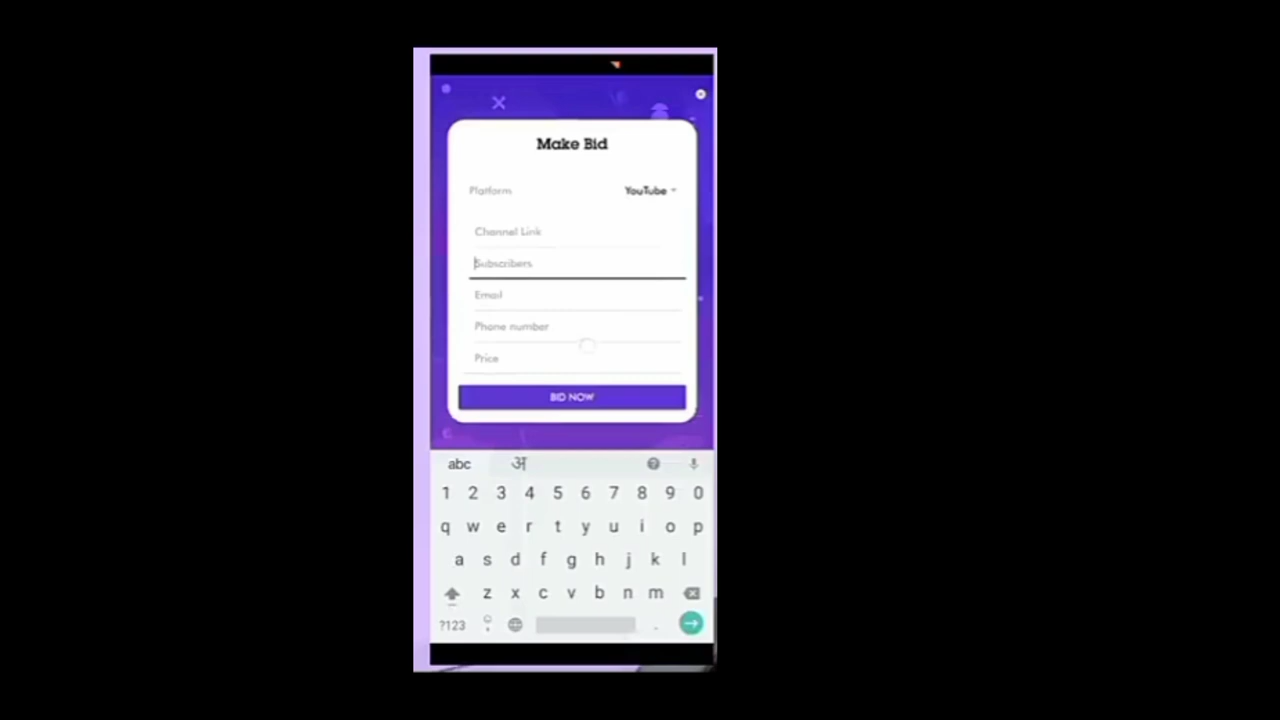 Make Bid
Platform YouTube
Channel Link
Subscribers
Email
Phone number
Price
BID NOW
abc अ
1 2 3 4 5 6 7 8 9 0
q w e r t y u i o p
a s d f g h j k l
z x c v b n m
?123 , .